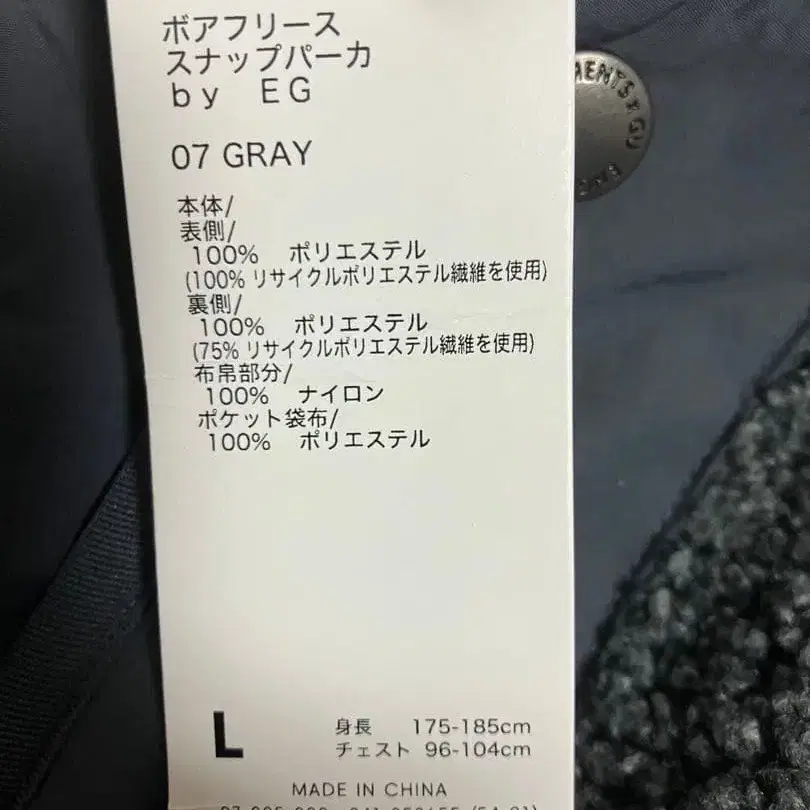 ボアフリース
スナップパーカ
by EG
07 GRAY
本体/
表側/
100% ポリエステル
(100% リサイクルポリエステル繊維を使用)
裏側/
100% ポリエステル
(75% リサイクルポリエステル繊維を使用)
布帛部分/
100% ナイロン
ポケット袋布/
100% ポリエステル
L
身長 175-185cm
チェスト 96-104cm
MADE IN CHINA